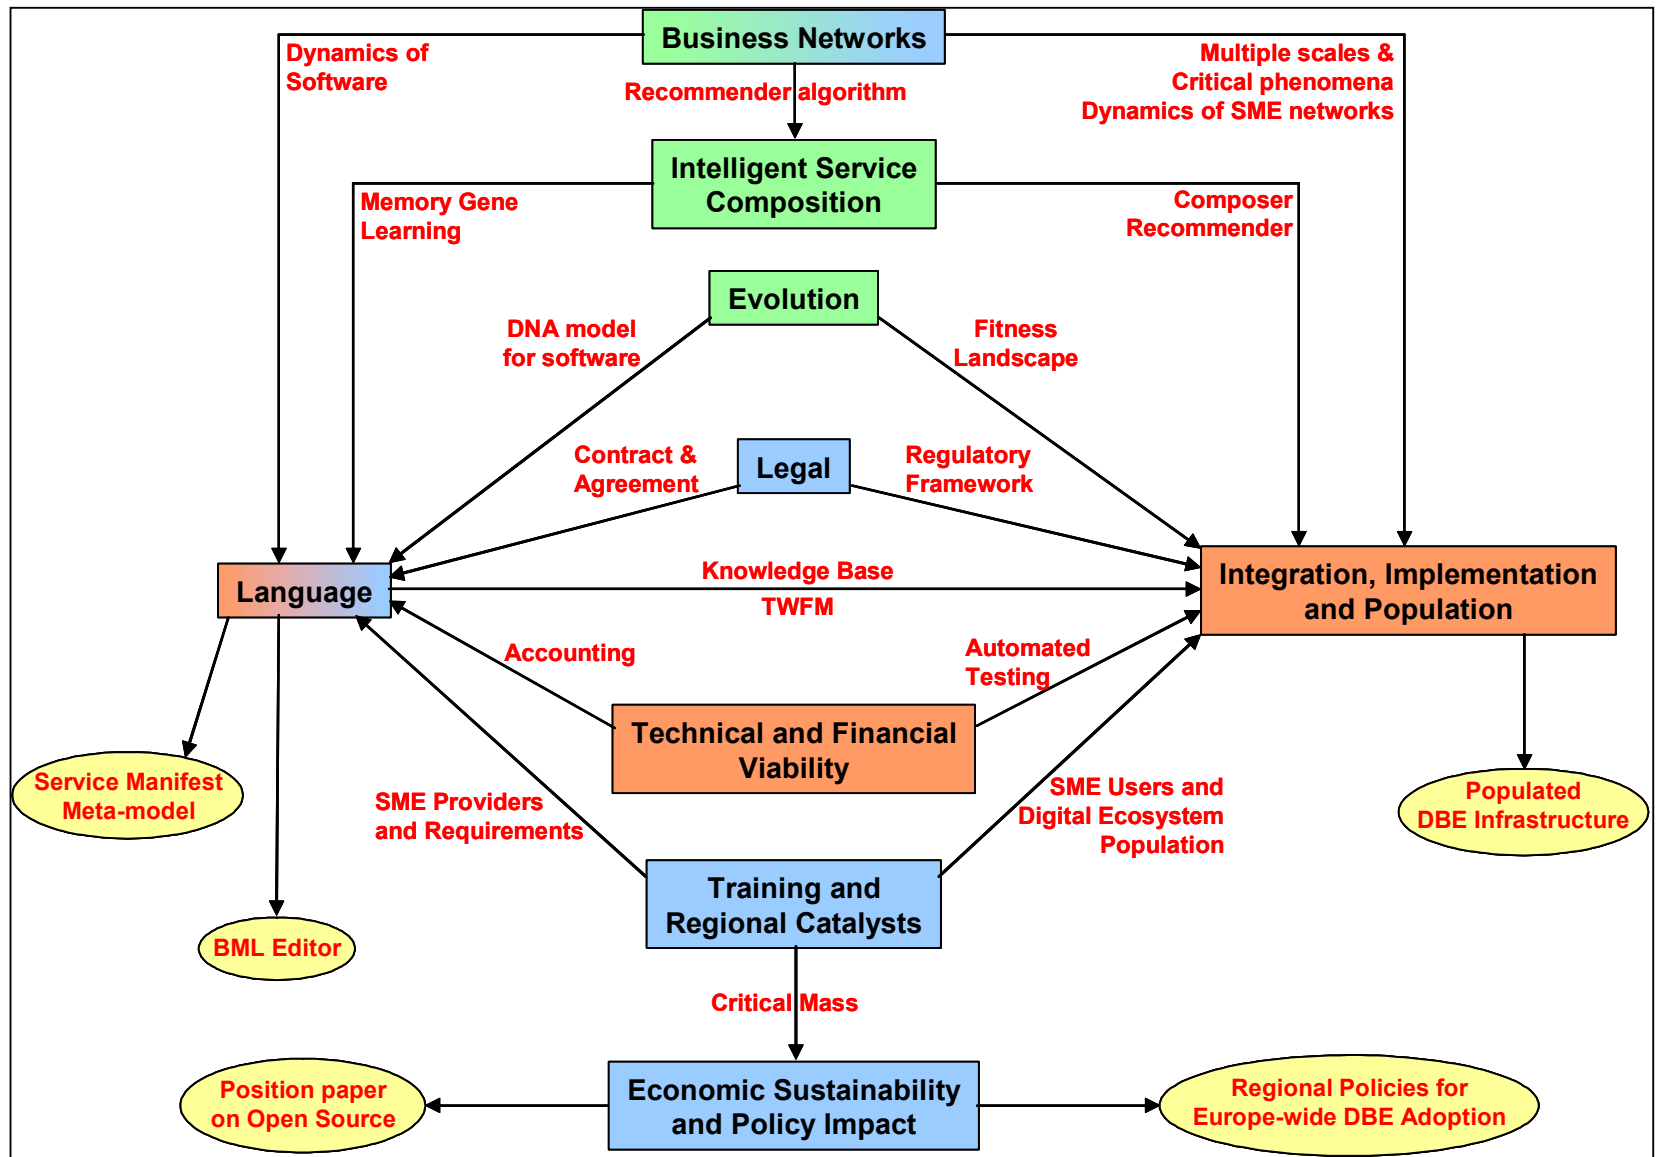 Business Networks
Dynamics of
Software
Recommender algorithm
Multiple scales &
Critical phenomena
Dynamics of SME networks
Intelligent Service
Composition
Memory Gene
Learning
Composer
Recommender
Evolution
DNA model
for software
Fitness
Landscape
Contract &
Agreement
Legal
Regulatory
Framework
Language
Knowledge Base
TWFM
Integration, Implementation
and Population
Accounting
Automated
Testing
Technical and Financial
Viability
Service Manifest
Meta-model
SME Providers
and Requirements
SME Users and
Digital Ecosystem
Population
Populated
DBE Infrastructure
Training and
Regional Catalysts
BML Editor
Critical Mass
Position paper
on Open Source
Economic Sustainability
and Policy Impact
Regional Policies for
Europe-wide DBE Adoption